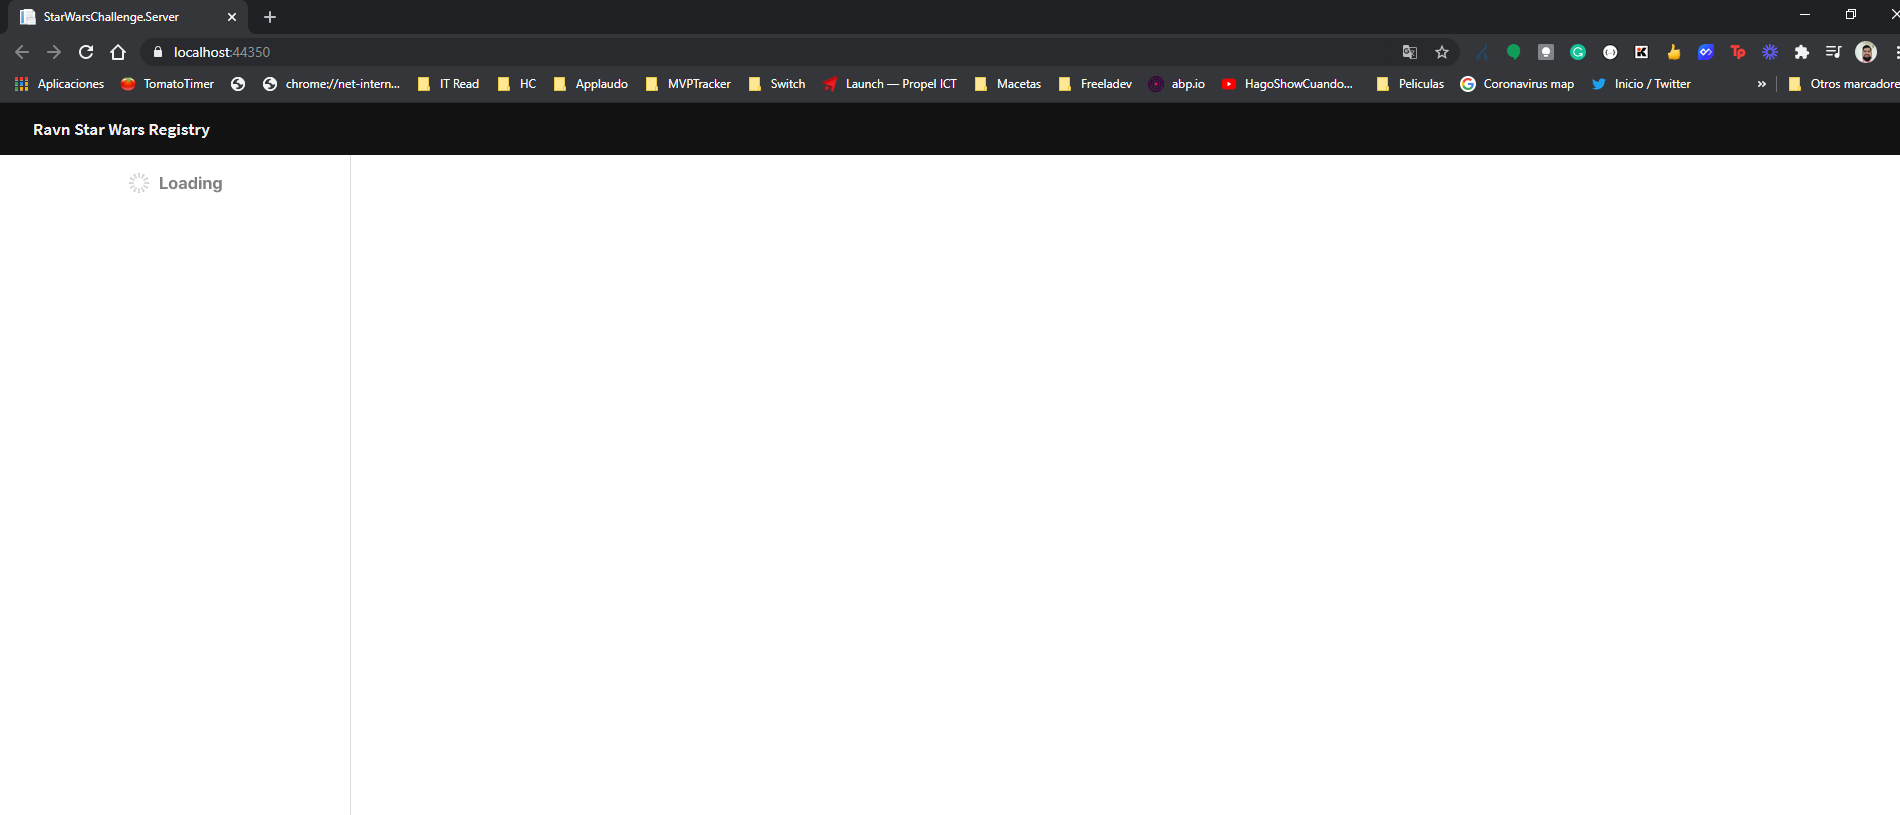 StarWarsChallenge.Server
localhost:44350
Aplicaciones TomatoTimer chrome://net-intern... IT Read HC Applaudo MVPTracker Switch Launch — Propel ICT Macetas Freeladev abp.io HagoShowCuando... Peliculas Coronavirus map Inicio / Twitter » Otros marcadore
Ravn Star Wars Registry
Loading